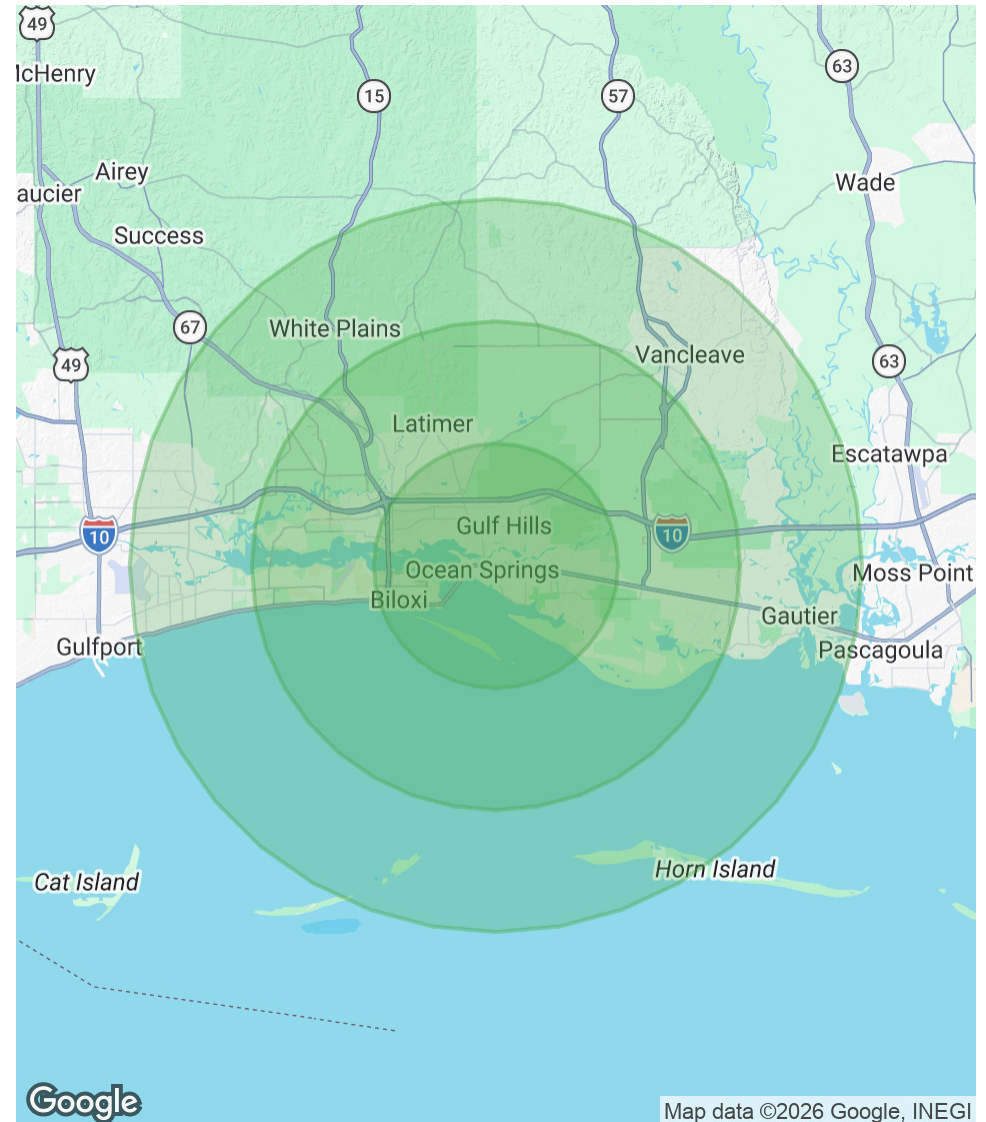 49
McHenry
15
57
63
Airey
aucier
Wade
Success
67
White Plains
49
Vancleave
63
Latimer
Escatawpa
Gulf Hills
10
10
Ocean Springs
Moss Point
Biloxi
Gautier
Gulfport
Pascagoula
Cat Island
Horn Island
Google
Map data ©2026 Google, INEGI